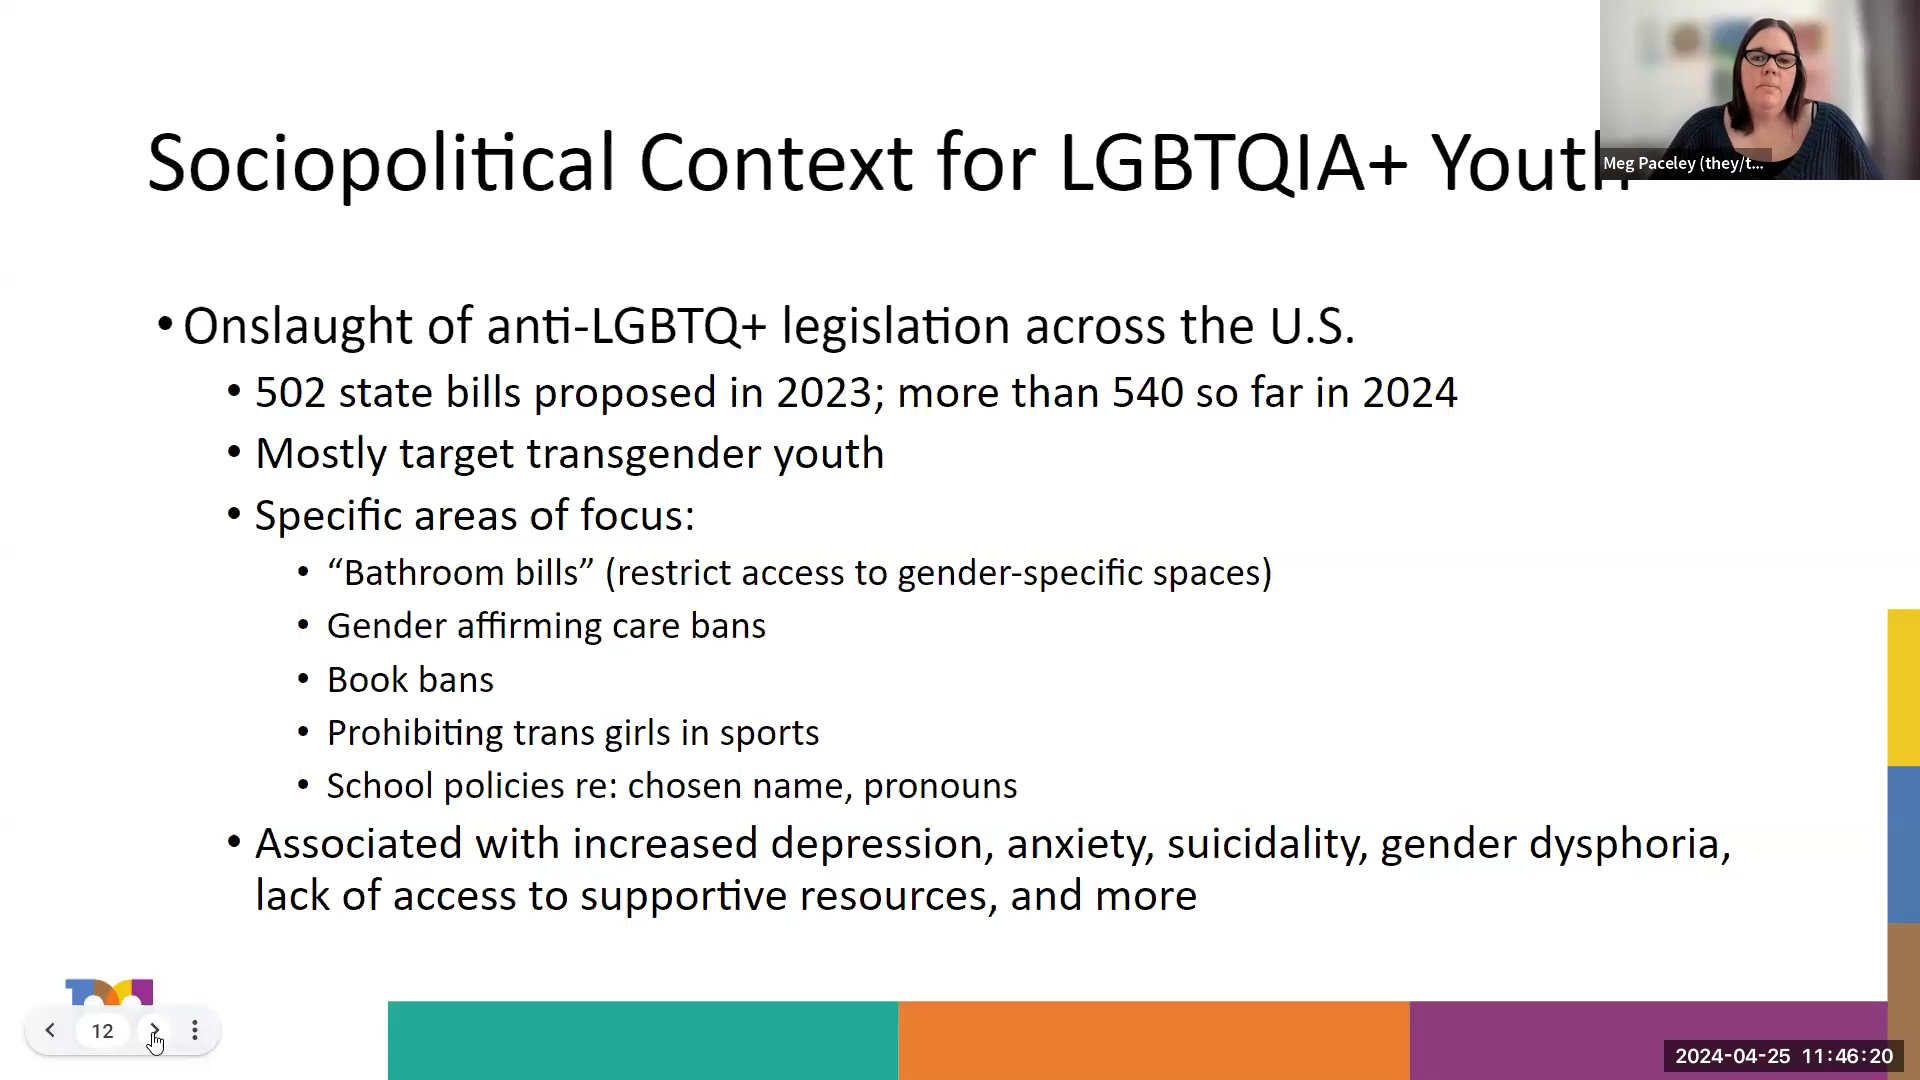 Sociopolitical Context for LGBTQIA+ Youth
Meg Paceley (they/t...
• Onslaught of anti-LGBTQ+ legislation across the U.S.
• 502 state bills proposed in 2023; more than 540 so far in 2024
• Mostly target transgender youth
• Specific areas of focus:
• “Bathroom bills” (restrict access to gender-specific spaces)
• Gender affirming care bans
• Book bans
• Prohibiting trans girls in sports
• School policies re: chosen name, pronouns
• Associated with increased depression, anxiety, suicidality, gender dysphoria,
lack of access to supportive resources, and more
12
2024-04-25 11:46:20